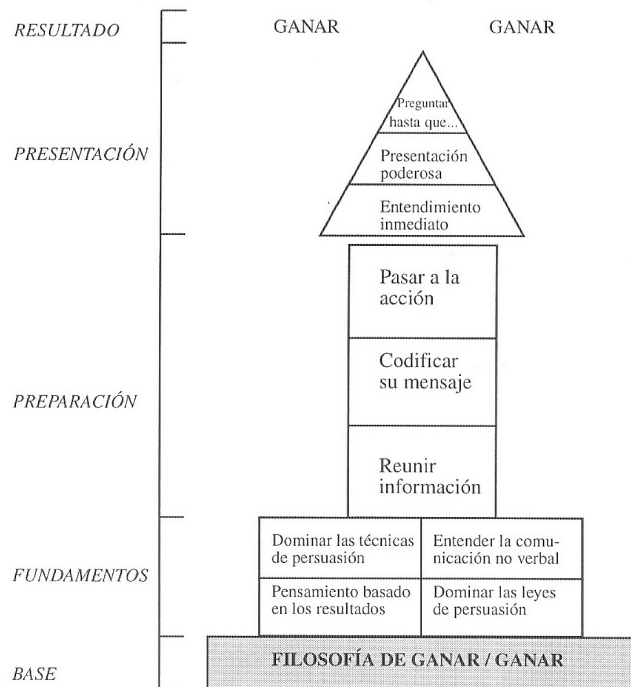 RESULTADO
GANAR GANAR
Preguntar
hasta que...
PRESENTACIÓN
Presentación
poderosa
Entendimiento
inmediato
Pasar a la
acción
Codificar
su mensaje
PREPARACIÓN
Reunir
información
Dominar las técnicas
de persuasión
Entender la comu-
nicación no verbal
FUNDAMENTOS
Pensamiento basado
en los resultados
Dominar las leyes
de persuasión
FILOSOFÍA DE GANAR / GANAR
BASE